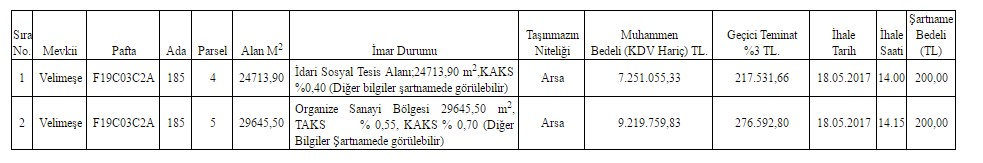 Sıra No. Mevkii Pafta Ada Parsel Alan M² İmar Durumu Taşınmazın Niteliği Muhammen Bedeli (KDV Hariç) TL. Geçici Teminat %3 TL. İhale Tarih İhale Saati Şartname Bedeli (TL)
1 Velimeşe F19C03C2A 185 4 24713,90 İdari Sosyal Tesis Alanı;24713,90 m²,KAKS %0,40 (Diğer bilgiler şartnamede görülebilir) Arsa 7.251.055,33 217.531,66 18.05.2017 14.00 200,00
2 Velimeşe F19C03C2A 185 5 29645,50 Organize Sanayi Bölgesi 29645,50 m², TAKS % 0,55, KAKS % 0,70 (Diğer Bilgiler Şartnamede görülebilir) Arsa 9.219.759,83 276.592,80 18.05.2017 14.15 200,00